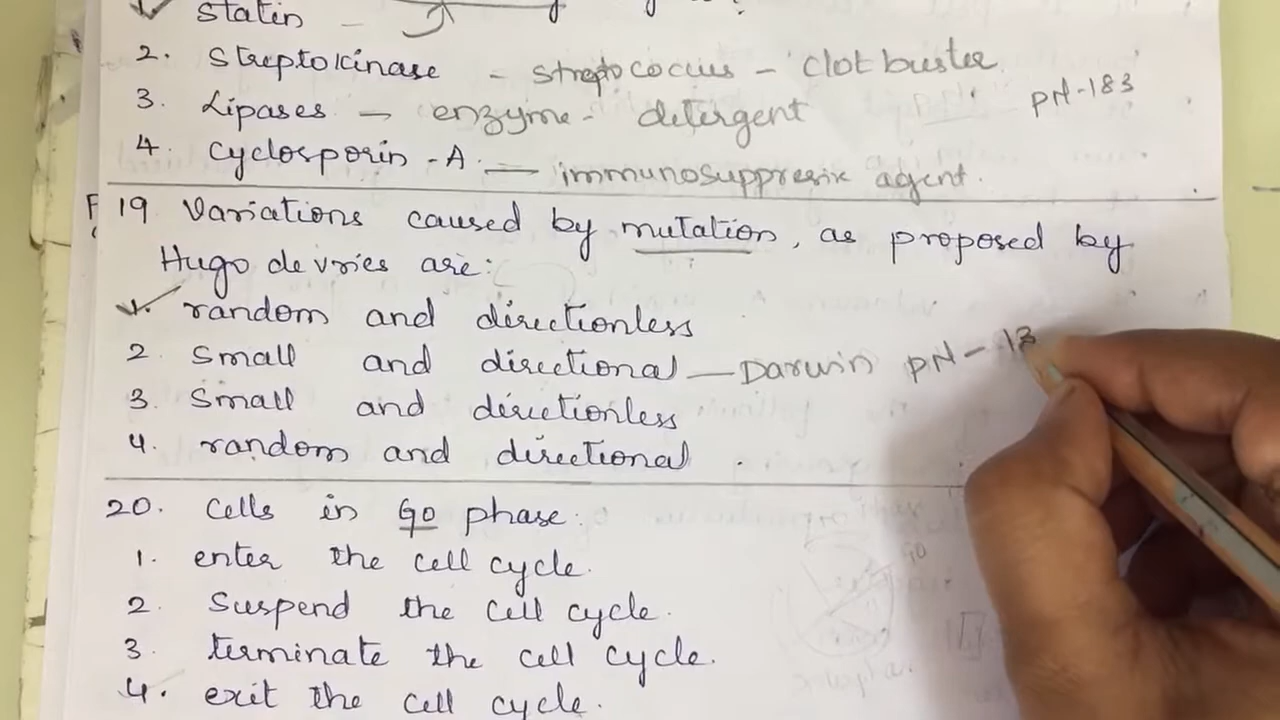 statin –
2. Streptokinase – streptococcus – Clot buster
3. Lipases – enzyme - detergent PN-183
4. Cyclosporin -A. — immunosuppresix agent.
19 Variations caused by mutation, as proposed by
Hugo de vries are:
random and directionless
2 Small and directional — Darwin PN - 13
3. Small and directionless
4. random and directional.
20. Cells in G0 phase:
1. enter the cell cycle.
2. Suspend the cell cycle.
3. terminate the cell cycle.
4. exit the cell cycle.